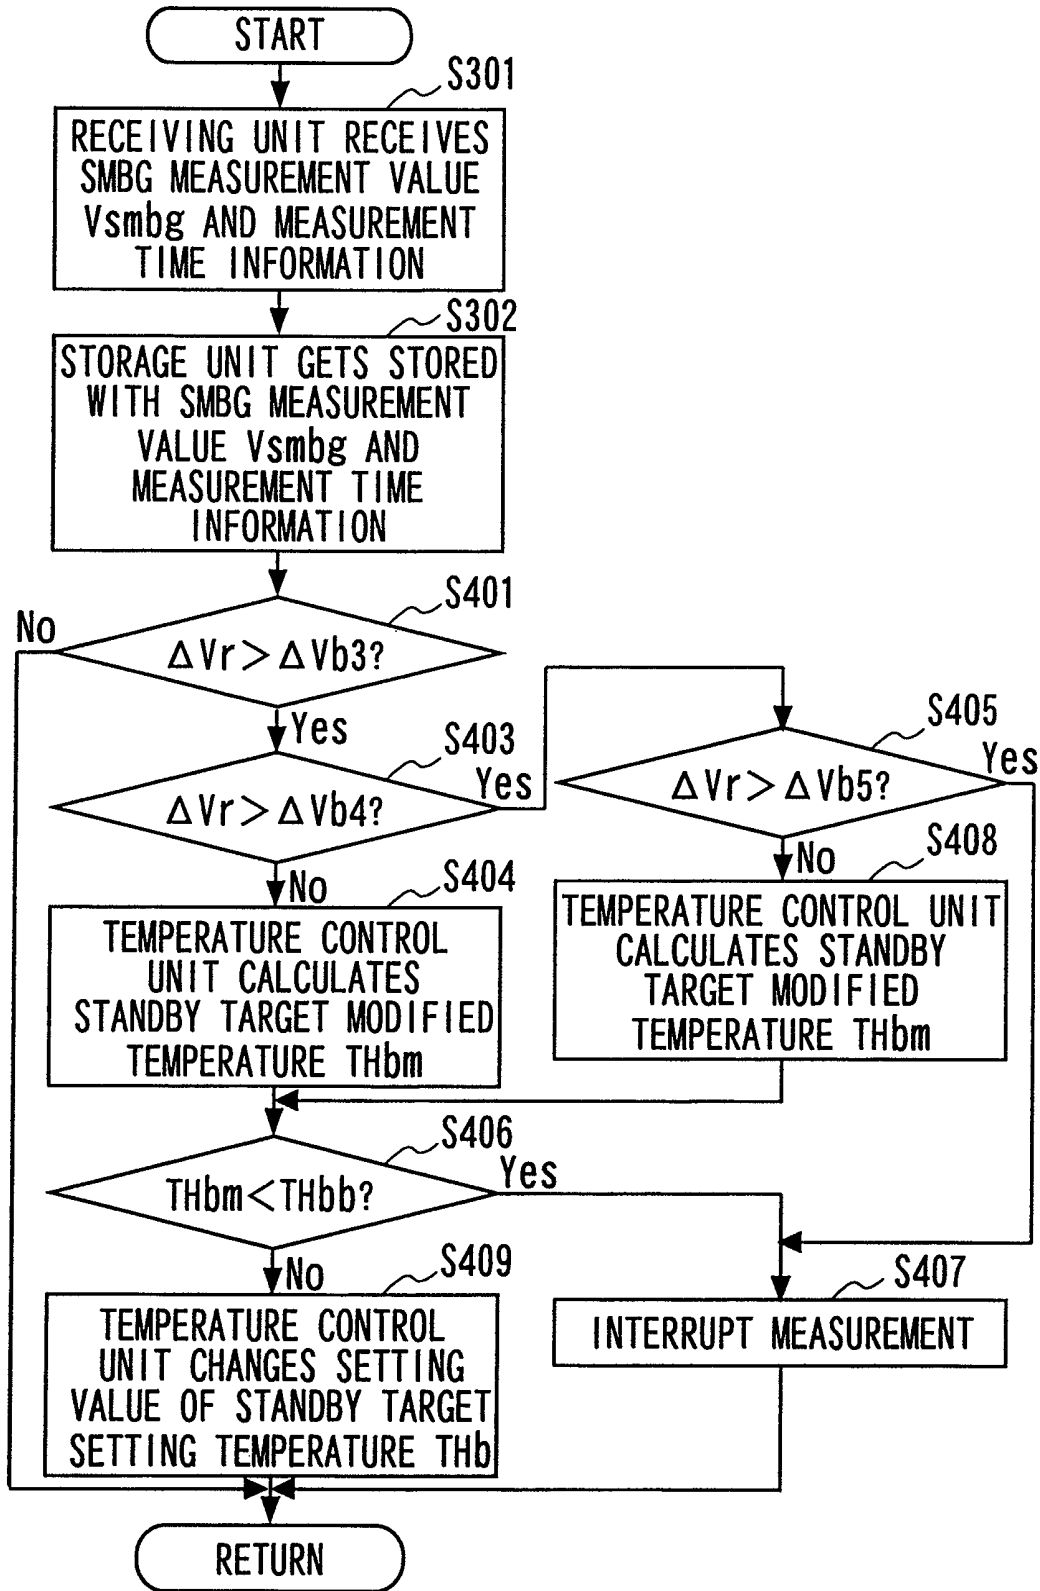 START
S301
RECEIVING UNIT RECEIVES
SMBG MEASUREMENT VALUE
Vsmbg AND MEASUREMENT
TIME INFORMATION
S302
STORAGE UNIT GETS STORED
WITH SMBG MEASUREMENT
VALUE Vsmbg AND
MEASUREMENT TIME
INFORMATION
S401
No
ΔVr>ΔVb3?
Yes
S403
ΔVr>ΔVb4?
Yes
S405
ΔVr>ΔVb5?
Yes
No
S404
TEMPERATURE CONTROL
UNIT CALCULATES
STANDBY TARGET MODIFIED
TEMPERATURE THbm
No
S408
TEMPERATURE CONTROL UNIT
CALCULATES STANDBY
TARGET MODIFIED
TEMPERATURE THbm
S406
THbm<THbb?
Yes
No
S409
TEMPERATURE CONTROL
UNIT CHANGES SETTING
VALUE OF STANDBY TARGET
SETTING TEMPERATURE THb
S407
INTERRUPT MEASUREMENT
RETURN